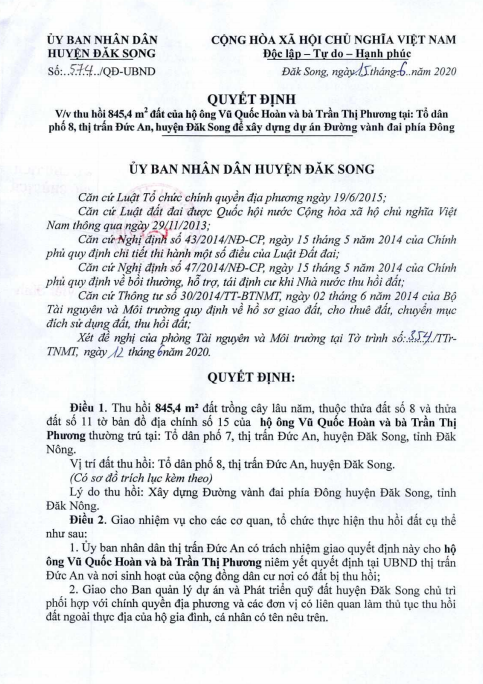 ỦY BAN NHÂN DÂN
HUYỆN ĐĂK SONG
Số:..574../QĐ-UBND
CỘNG HÒA XÃ HỘI CHỦ NGHĨA VIỆT NAM
Độc lập – Tự do – Hạnh phúc
Đăk Song, ngày 15 tháng 6..năm 2020
QUYẾT ĐỊNH
V/v thu hồi 845,4 m² đất của hộ ông Vũ Quốc Hoàn và bà Trần Thị Phương tại: Tổ dân
phố 8, thị trấn Đức An, huyện Đăk Song để xây dựng dự án Đường vành đai phía Đông
ỦY BAN NHÂN DÂN HUYỆN ĐĂK SONG
Căn cứ Luật Tổ chức chính quyền địa phương ngày 19/6/2015;
Căn cứ Luật đất đai được Quốc hội nước Cộng hòa xã hộ chủ nghĩa Việt
Nam thông qua ngày 29/11/2013;
Căn cứ Nghị định số 43/2014/NĐ-CP, ngày 15 tháng 5 năm 2014 của Chính
phủ quy định chi tiết thi hành một số điều của Luật Đất đai;
Căn cứ Nghị định số 47/2014/NĐ-CP, ngày 15 tháng 5 năm 2014 của Chính
phủ quy định về bồi thường, hỗ trợ, tái định cư khi Nhà nước thu hồi đất;
Căn cứ Thông tư số 30/2014/TT-BTNMT, ngày 02 tháng 6 năm 2014 của Bộ
Tài nguyên và Môi trường quy định về hồ sơ giao đất, cho thuê đất, chuyển mục
đích sử dụng đất, thu hồi đất;
Xét đề nghị của phòng Tài nguyên và Môi trường tại Tờ trình số:..354../TTr-
TNMT, ngày 12 tháng 6 năm 2020.
QUYẾT ĐỊNH:
Điều 1. Thu hồi 845,4 m² đất trồng cây lâu năm, thuộc thửa đất số 8 và thửa
đất số 11 tờ bản đồ địa chính số 15 của hộ ông Vũ Quốc Hoàn và bà Trần Thị
Phương thường trú tại: Tổ dân phố 7, thị trấn Đức An, huyện Đăk Song, tỉnh Đăk
Nông.
Vị trí đất thu hồi: Tổ dân phố 8, thị trấn Đức An, huyện Đăk Song.
(Có sơ đồ trích lục kèm theo)
Lý do thu hồi: Xây dựng Đường vành đai phía Đông huyện Đăk Song, tỉnh
Đăk Nông.
Điều 2. Giao nhiệm vụ cho các cơ quan, tổ chức thực hiện thu hồi đất cụ thể
như sau:
1. Ủy ban nhân dân thị trấn Đức An có trách nhiệm giao quyết định này cho hộ
ông Vũ Quốc Hoàn và bà Trần Thị Phương niêm yết quyết định tại UBND thị trấn
Đức An và nơi sinh hoạt của cộng đồng dân cư nơi có đất bị thu hồi;
2. Giao cho Ban quản lý dự án và Phát triển quỹ đất huyện Đăk Song chủ trì
phối hợp với chính quyền địa phương và các đơn vị có liên quan làm thủ tục thu hồi
đất ngoài thực địa của hộ gia đình, cá nhân có tên nêu trên.